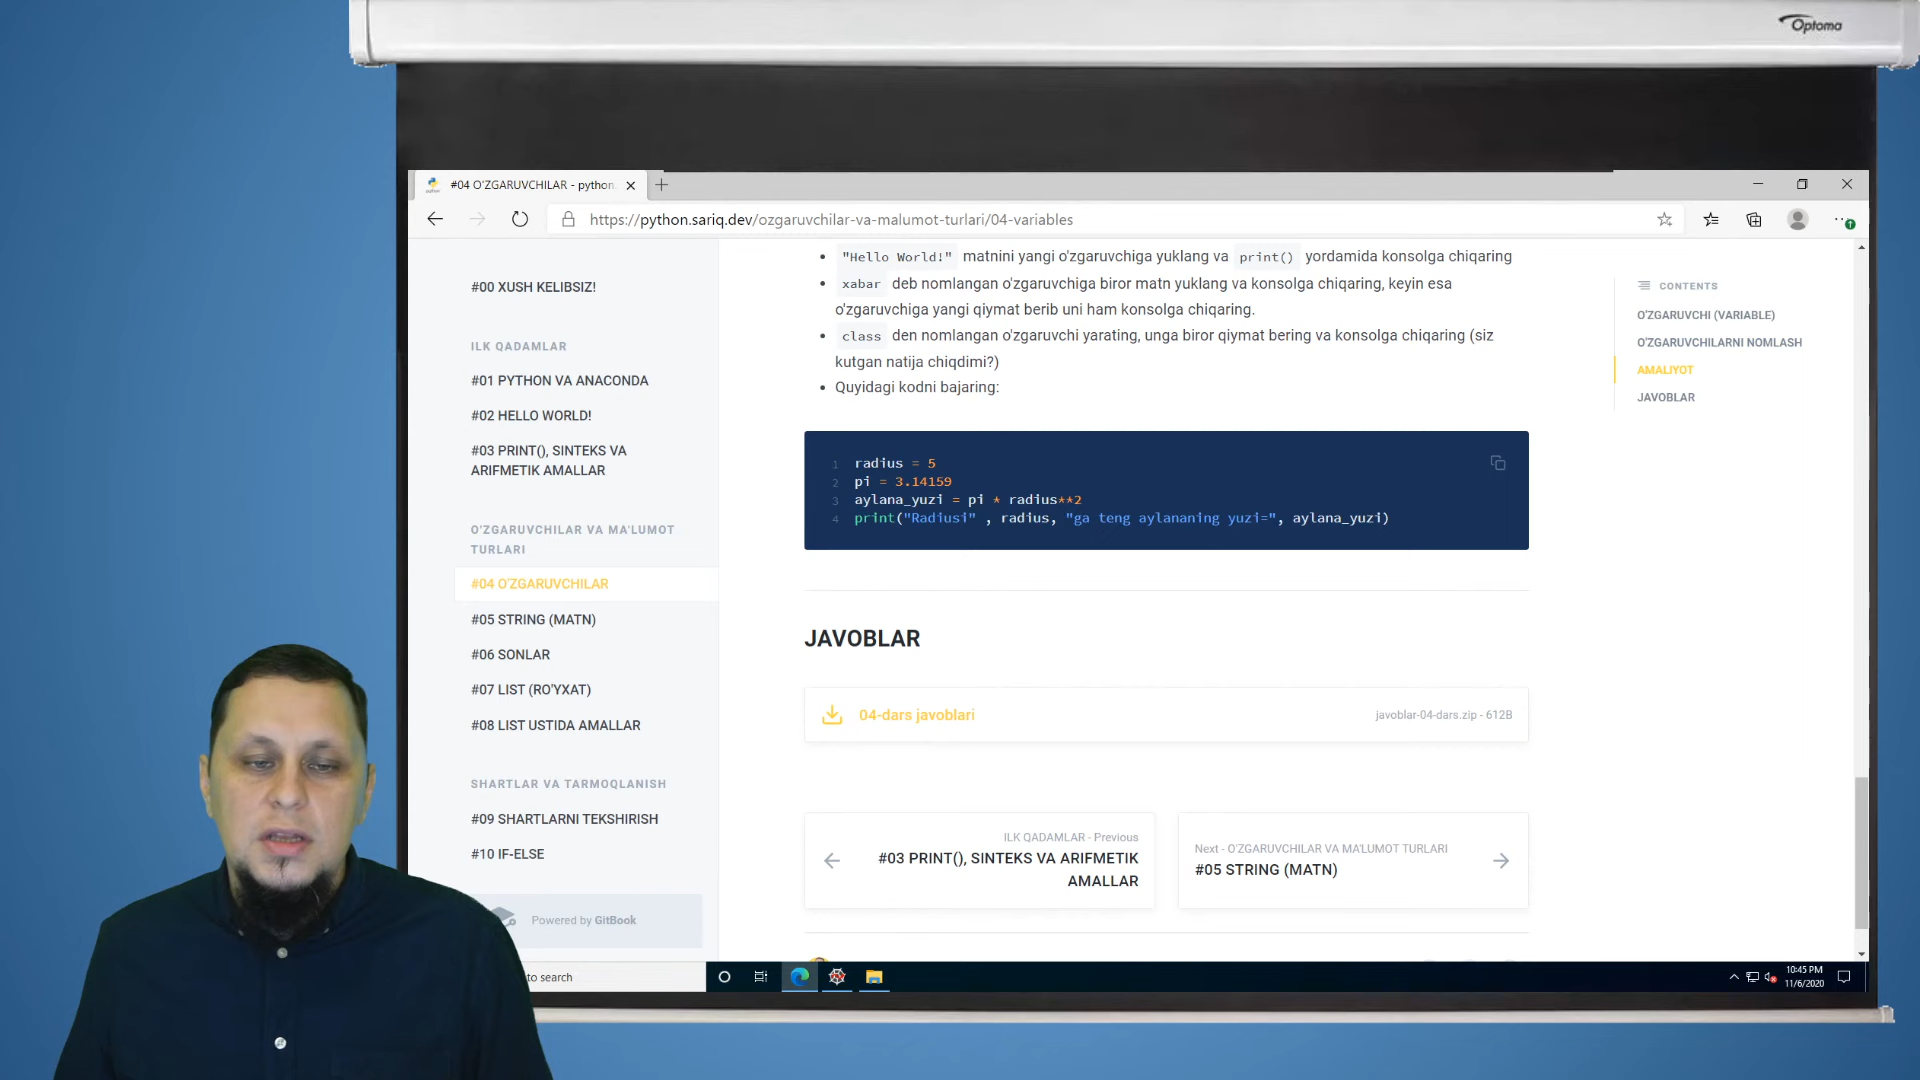 Optoma
#04 O'ZGARUVCHILAR - python.
https://python.sariq.dev/ozgaruvchilar-va-malumot-turlari/04-variables
#00 XUSH KELIBSIZ!
ILK QADAMLAR
#01 PYTHON VA ANACONDA
#02 HELLO WORLD!
#03 PRINT(), SINTEKS VA
ARIFMETIK AMALLAR
O'ZGARUVCHILAR VA MA'LUMOT
TURLARI
#04 O'ZGARUVCHILAR
#05 STRING (MATN)
#06 SONLAR
#07 LIST (RO'YXAT)
#08 LIST USTIDA AMALLAR
SHARTLAR VA TARMOQLANISH
#09 SHARTLARNI TEKSHIRISH
#10 IF-ELSE
Powered by GitBook
"Hello World!" matnini yangi o'zgaruvchiga yuklang va print() yordamida konsolga chiqaring
xabar deb nomlangan o'zgaruvchiga biror matn yuklang va konsolga chiqaring, keyin esa
o'zgaruvchiga yangi qiymat berib uni ham konsolga chiqaring.
class den nomlangan o'zgaruvchi yarating, unga biror qiymat bering va konsolga chiqaring (siz
kutgan natija chiqdimi?)
Quyidagi kodni bajaring:
1 radius = 5
2 pi = 3.14159
3 aylana_yuzi = pi * radius**2
4 print("Radiusi" , radius, "ga teng aylananing yuzi=", aylana_yuzi)
JAVOBLAR
04-dars javoblari
javoblar-04-dars.zip - 612B
ILK QADAMLAR - Previous
#03 PRINT(), SINTEKS VA ARIFMETIK
AMALLAR
Next - O'ZGARUVCHILAR VA MA'LUMOT TURLARI
#05 STRING (MATN)
CONTENTS
O'ZGARUVCHI (VARIABLE)
O'ZGARUVCHILARNI NOMLASH
AMALIYOT
JAVOBLAR
to search
10:45 PM
11/6/2020